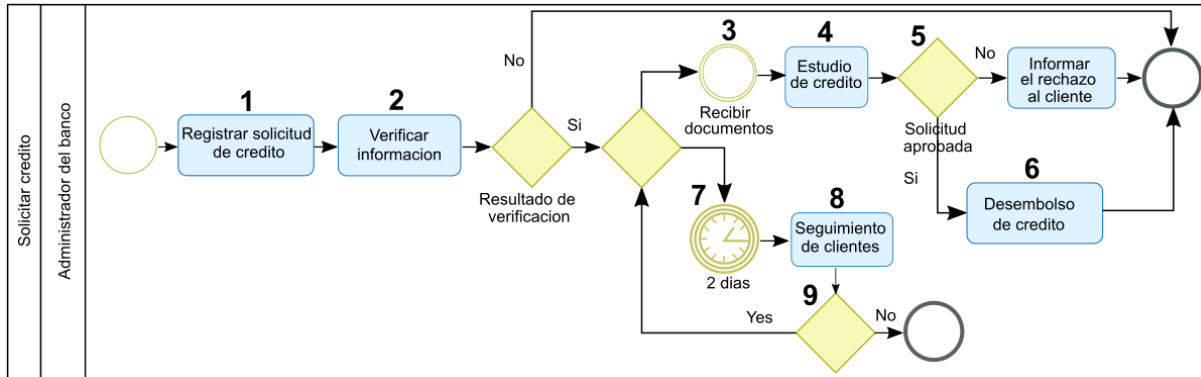 Solicitar credito
Administrador del banco
1
Registrar solicitud
de credito
2
Verificar
informacion
No
Si
Resultado de
verificacion
3
Recibir
documentos
4
Estudio
de credito
5
Solicitud
aprobada
No
Informar
el rechazo
al cliente
Si
6
Desembolso
de credito
7
2 dias
8
Seguimiento
de clientes
9
Yes
No